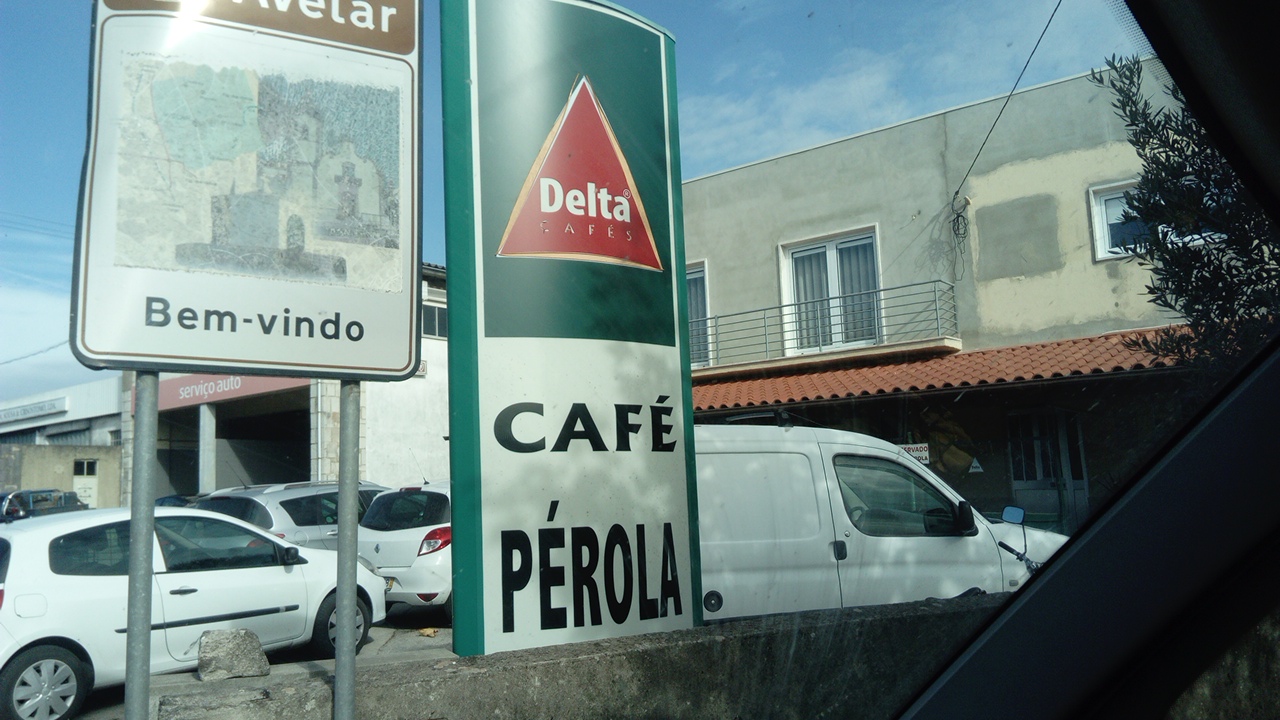 Avelar
Bem-vindo
Delta
CAFÉS
CAFÉ
PÉROLA
serviço auto